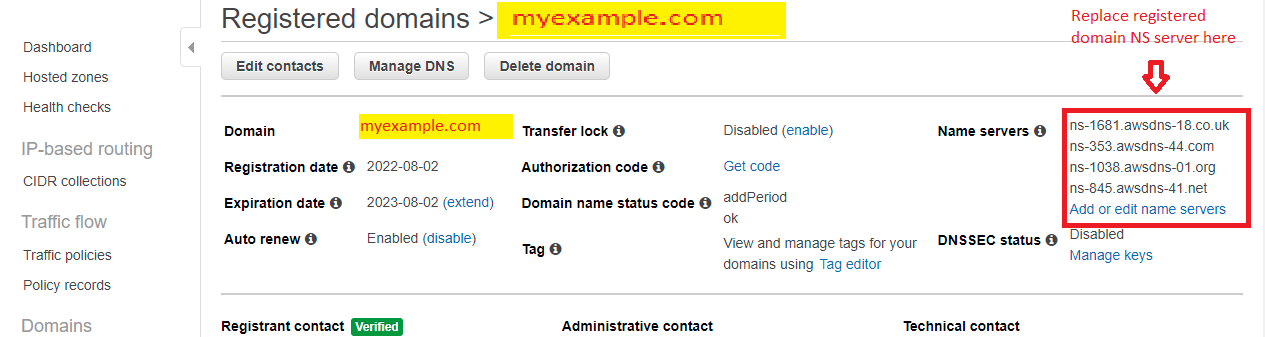 Registered domains > myexample.com
Replace registered
domain NS server here
Dashboard
Hosted zones
Health checks
IP-based routing
CIDR collections
Traffic flow
Traffic policies
Policy records
Domains
Edit contacts
Manage DNS
Delete domain
Domain
myexample.com
Registration date
2022-08-02
Expiration date
2023-08-02 (extend)
Auto renew
Enabled (disable)
Transfer lock
Disabled (enable)
Authorization code
Get code
Domain name status code
addPeriod
ok
Tag
View and manage tags for your
domains using Tag editor
Name servers
ns-1681.awsdns-18.co.uk
ns-353.awsdns-44.com
ns-1038.awsdns-01.org
ns-845.awsdns-41.net
Add or edit name servers
DNSSEC status
Disabled
Manage keys
Registrant contact Verified
Administrative contact
Technical contact